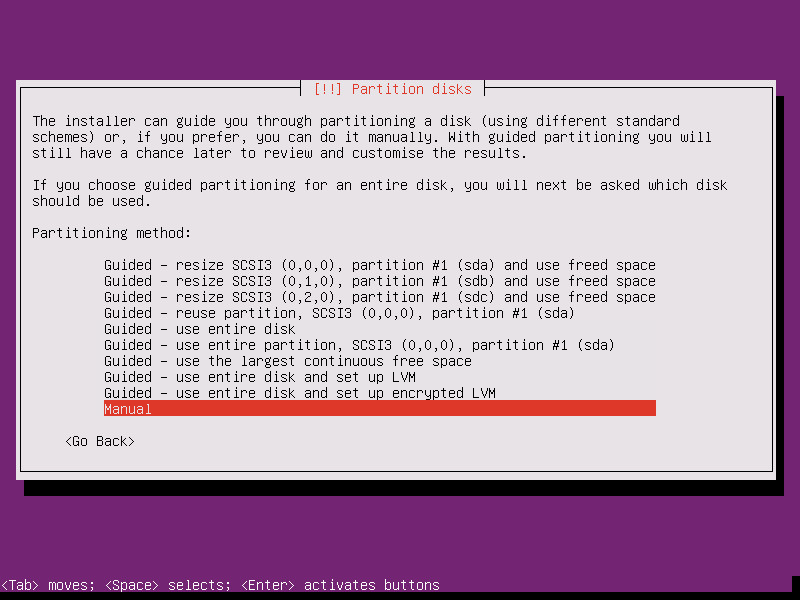 [!!] Partition disks
The installer can guide you through partitioning a disk (using different standard
schemes) or, if you prefer, you can do it manually. With guided partitioning you will
still have a chance later to review and customise the results.
If you choose guided partitioning for an entire disk, you will next be asked which disk
should be used.
Partitioning method:
Guided – resize SCSI3 (0,0,0), partition #1 (sda) and use freed space
Guided – resize SCSI3 (0,1,0), partition #1 (sdb) and use freed space
Guided – resize SCSI3 (0,2,0), partition #1 (sdc) and use freed space
Guided – reuse partition, SCSI3 (0,0,0), partition #1 (sda)
Guided – use entire disk
Guided – use entire partition, SCSI3 (0,0,0), partition #1 (sda)
Guided – use the largest continuous free space
Guided – use entire disk and set up LVM
Guided – use entire disk and set up encrypted LVM
Manual
<Go Back>
<Tab> moves; <Space> selects; <Enter> activates buttons